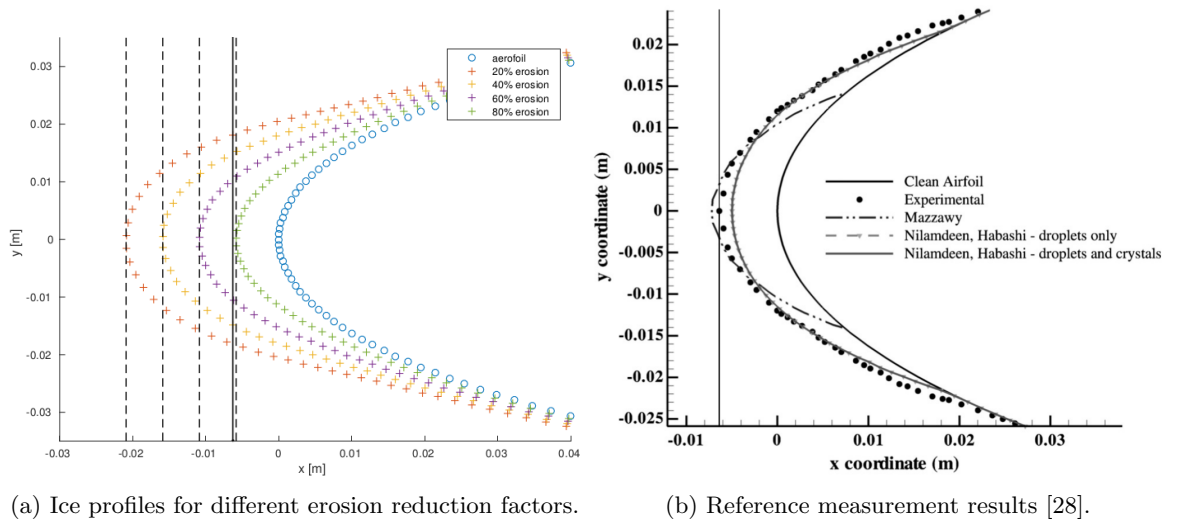 0.03
0.02
0.01
0
-0.01
-0.02
-0.03
y [m]
-0.03
-0.02
-0.01
0
0.01
0.02
0.03
0.04
x [m]
aerofoil
20% erosion
40% erosion
60% erosion
80% erosion
(a) Ice profiles for different erosion reduction factors.
0.02
0.015
0.01
0.005
0
-0.005
-0.01
-0.015
-0.02
-0.025
y coordinate (m)
-0.01
0
0.01
0.02
0.03
x coordinate (m)
Clean Airfoil
Experimental
Mazzawy
Nilamdeen, Habashi - droplets only
Nilamdeen, Habashi - droplets and crystals
(b) Reference measurement results [28].